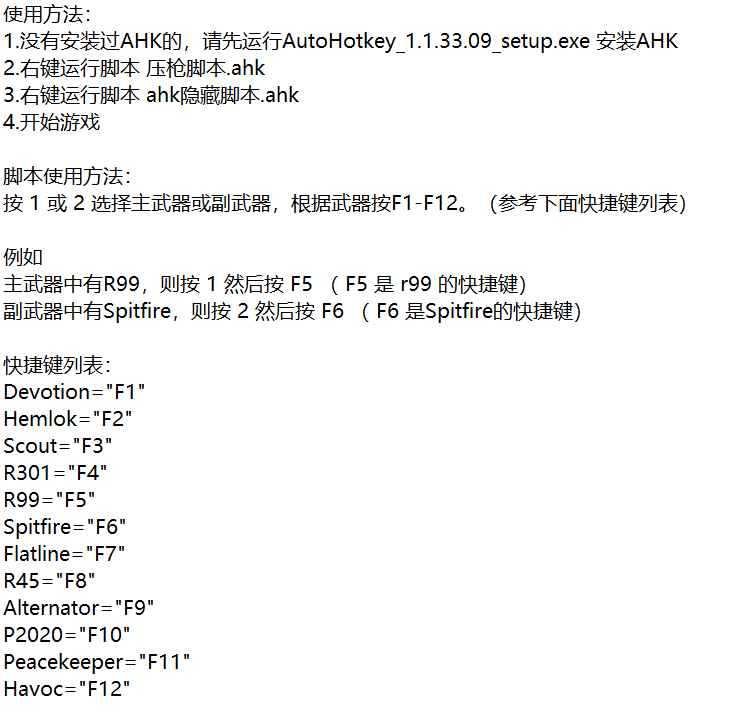 使用方法：
1.没有安装过AHK的，请先运行AutoHotkey_1.1.33.09_setup.exe 安装AHK
2.右键运行脚本 压枪脚本.ahk
3.右键运行脚本 ahk隐藏脚本.ahk
4.开始游戏
脚本使用方法：
按 1 或 2 选择主武器或副武器，根据武器按F1-F12。（参考下面快捷键列表）
例如
主武器中有R99，则按 1 然后按 F5 （ F5 是 r99 的快捷键）
副武器中有Spitfire，则按 2 然后按 F6 （ F6 是Spitfire的快捷键）
快捷键列表：
Devotion="F1"
Hemlok="F2"
Scout="F3"
R301="F4"
R99="F5"
Spitfire="F6"
Flatline="F7"
R45="F8"
Alternator="F9"
P2020="F10"
Peacekeeper="F11"
Havoc="F12"